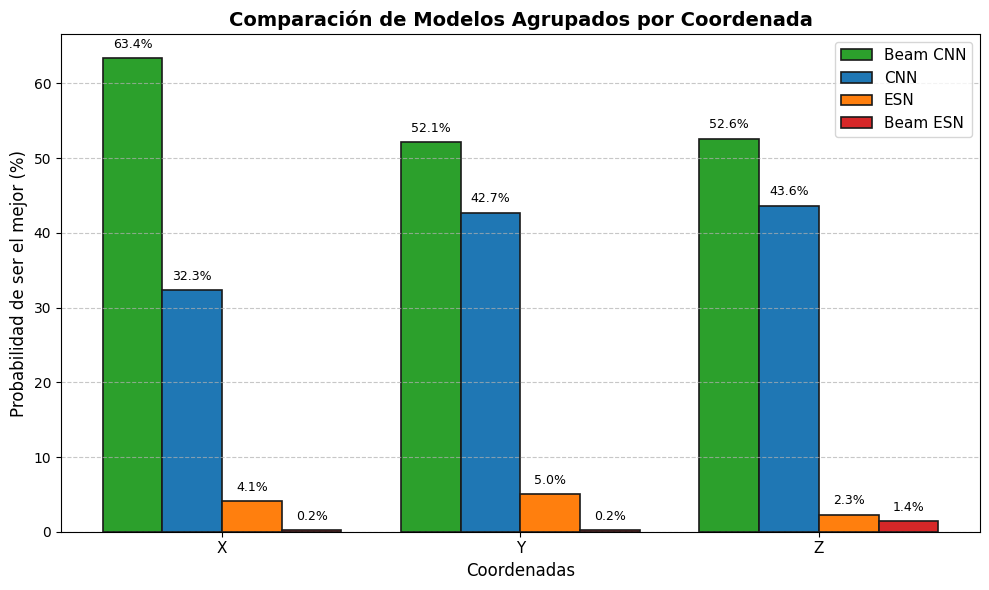 Comparación de Modelos Agrupados por Coordenada
Probabilidad de ser el mejor (%)
60
50
40
30
20
10
0
63.4%
32.3%
4.1%
0.2%
52.1%
42.7%
5.0%
0.2%
52.6%
43.6%
2.3%
1.4%
Beam CNN
CNN
ESN
Beam ESN
X
Y
Z
Coordenadas